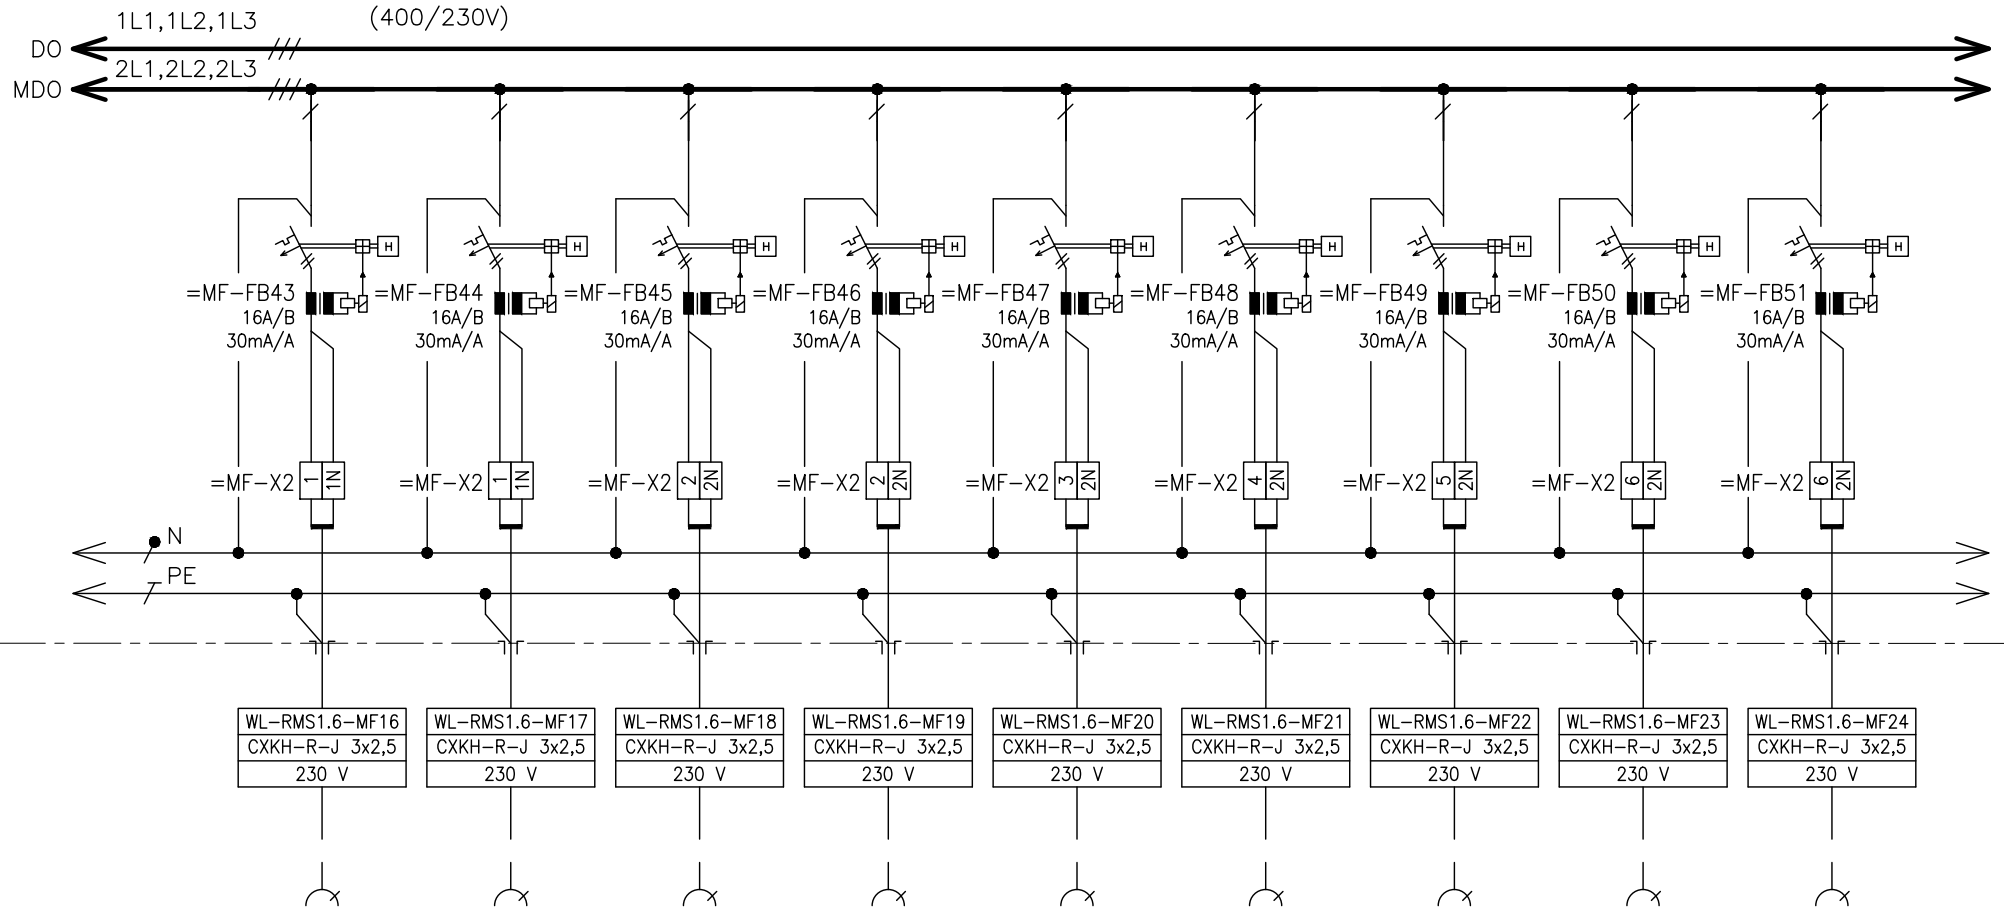 1L1,1L2,1L3 (400/230V)
DO
2L1,2L2,2L3
MDO
H H H H H H H H H
=MF-FB43 =MF-FB44 =MF-FB45 =MF-FB46 =MF-FB47 =MF-FB48 =MF-FB49 =MF-FB50 =MF-FB51
16A/B 16A/B 16A/B 16A/B 16A/B 16A/B 16A/B 16A/B 16A/B
30mA/A 30mA/A 30mA/A 30mA/A 30mA/A 30mA/A 30mA/A 30mA/A 30mA/A
=MF-X2 1 1N =MF-X2 1 1N =MF-X2 2 2N =MF-X2 2 2N =MF-X2 3 2N =MF-X2 4 2N =MF-X2 5 2N =MF-X2 6 2N =MF-X2 6 2N
N
PE
WL-RMS1.6-MF16 WL-RMS1.6-MF17 WL-RMS1.6-MF18 WL-RMS1.6-MF19 WL-RMS1.6-MF20 WL-RMS1.6-MF21 WL-RMS1.6-MF22 WL-RMS1.6-MF23 WL-RMS1.6-MF24
CXKH-R-J 3x2,5 CXKH-R-J 3x2,5 CXKH-R-J 3x2,5 CXKH-R-J 3x2,5 CXKH-R-J 3x2,5 CXKH-R-J 3x2,5 CXKH-R-J 3x2,5 CXKH-R-J 3x2,5 CXKH-R-J 3x2,5
230 V 230 V 230 V 230 V 230 V 230 V 230 V 230 V 230 V